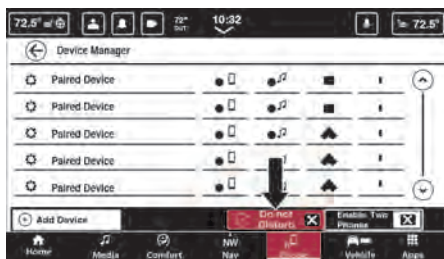 72.5° 72° OUT 10:32 72.5°
Device Manager
Paired Device
Paired Device
Paired Device
Paired Device
Paired Device
Add Device Do not Disturb X Enable Two Phones X
Home Media Comfort NW Nav Phone Vehicle Apps